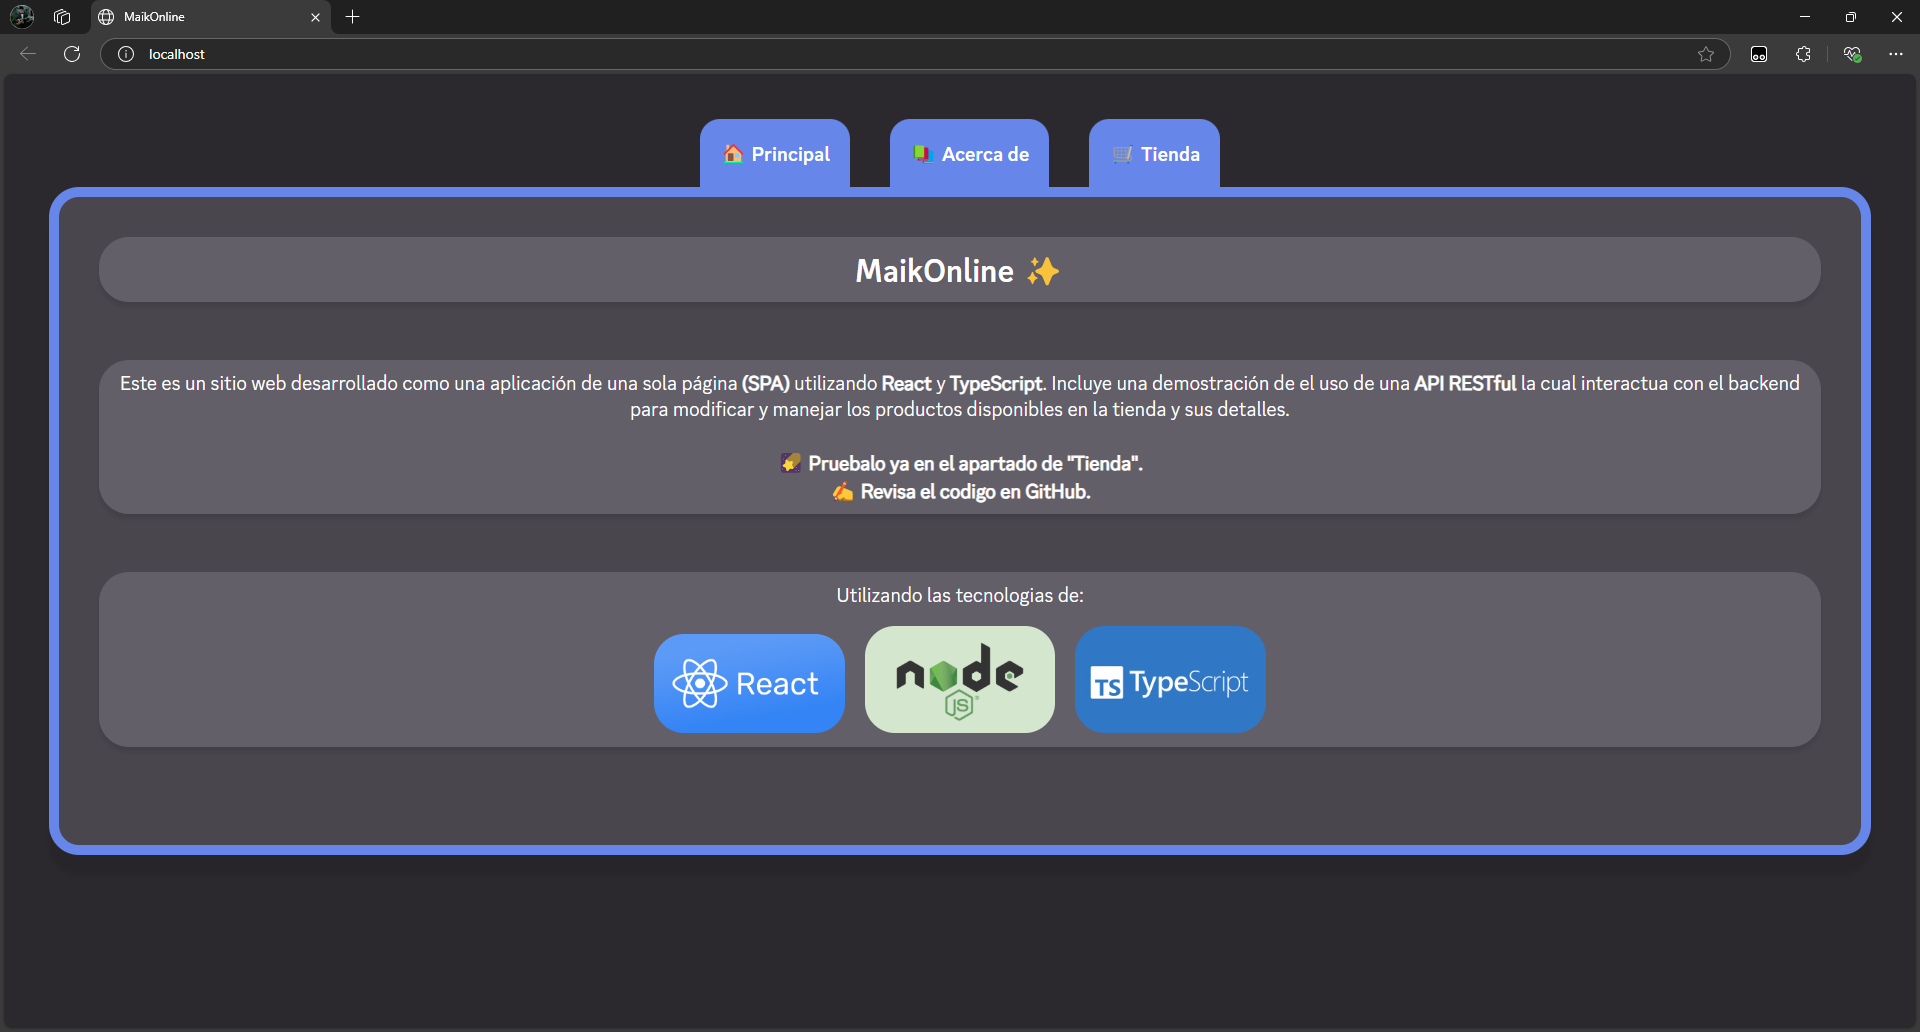 MaikOnline
localhost
🏠 Principal
Acerca de
🛒 Tienda
MaikOnline ✨
Este es un sitio web desarrollado como una aplicación de una sola página (SPA) utilizando React y TypeScript. Incluye una demostración de el uso de una API RESTful la cual interactua con el backend
para modificar y manejar los productos disponibles en la tienda y sus detalles.
🌠 Pruebalo ya en el apartado de "Tienda".
✍️ Revisa el codigo en GitHub.
Utilizando las tecnologias de:
React
node
JS
TS TypeScript